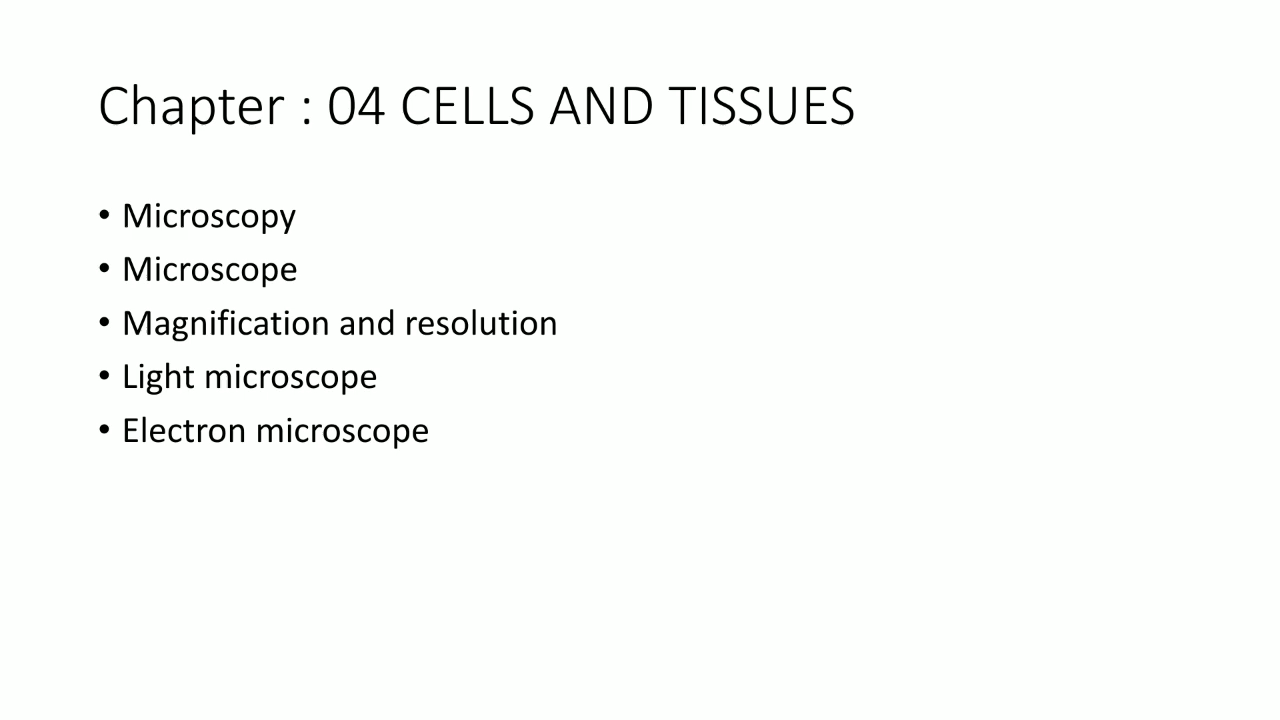 Chapter : 04 CELLS AND TISSUES
• Microscopy
• Microscope
• Magnification and resolution
• Light microscope
• Electron microscope